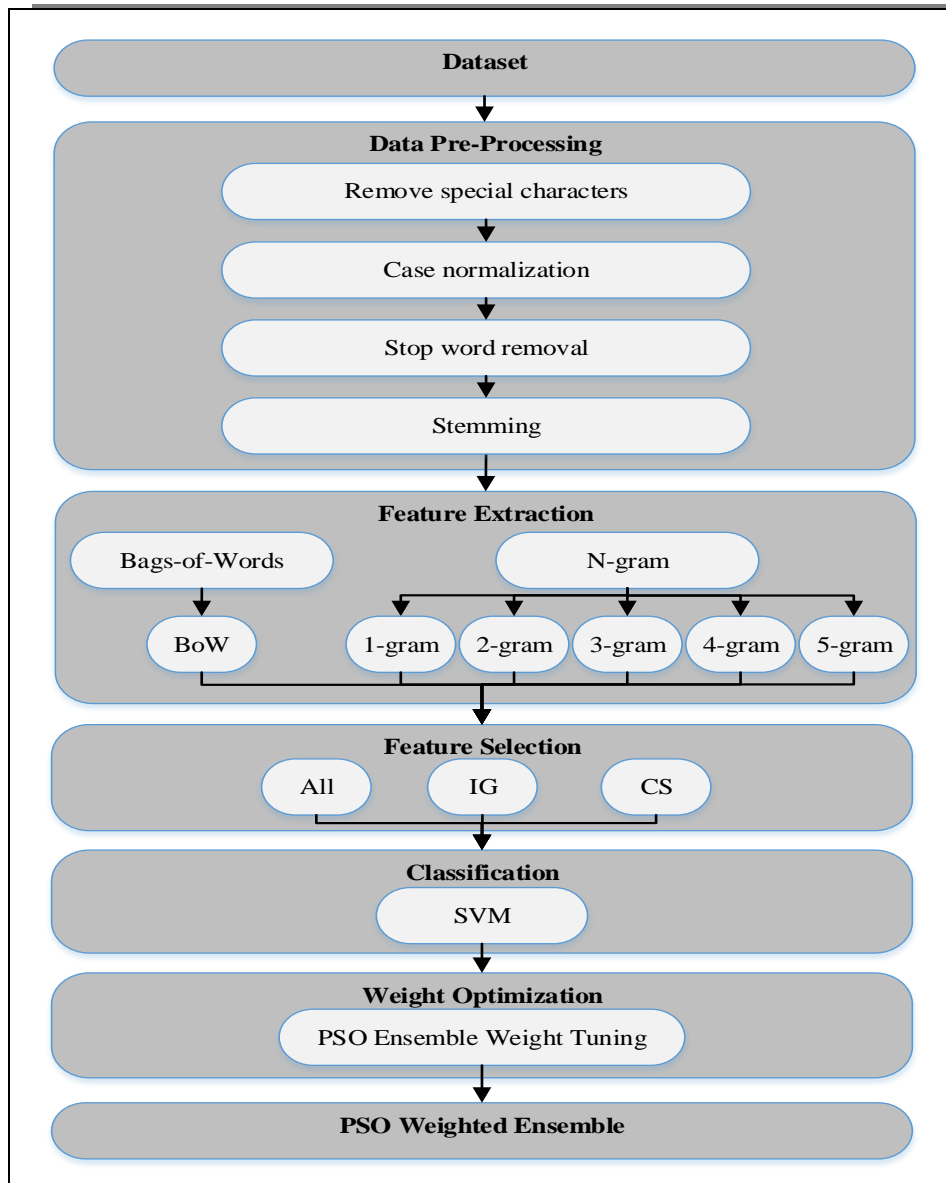 Dataset
Data Pre-Processing
Remove special characters
Case normalization
Stop word removal
Stemming
Feature Extraction
Bags-of-Words
N-gram
BoW
1-gram
2-gram
3-gram
4-gram
5-gram
Feature Selection
All
IG
CS
Classification
SVM
Weight Optimization
PSO Ensemble Weight Tuning
PSO Weighted Ensemble